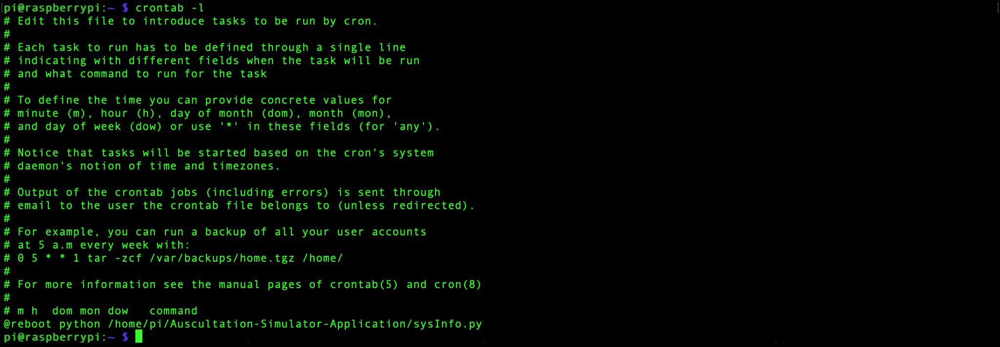 [pi@raspberrypi:~ $ crontab -l ]
# Edit this file to introduce tasks to be run by cron.
#
# Each task to run has to be defined through a single line
# indicating with different fields when the task will be run
# and what command to run for the task
#
# To define the time you can provide concrete values for
# minute (m), hour (h), day of month (dom), month (mon),
# and day of week (dow) or use '*' in these fields (for 'any').
#
# Notice that tasks will be started based on the cron's system
# daemon's notion of time and timezones.
#
# Output of the crontab jobs (including errors) is sent through
# email to the user the crontab file belongs to (unless redirected).
#
# For example, you can run a backup of all your user accounts
# at 5 a.m every week with:
# 0 5 * * 1 tar -zcf /var/backups/home.tgz /home/
#
# For more information see the manual pages of crontab(5) and cron(8)
#
# m h  dom mon dow   command
@reboot python /home/pi/Auscultation-Simulator-Application/sysInfo.py
pi@raspberrypi:~ $